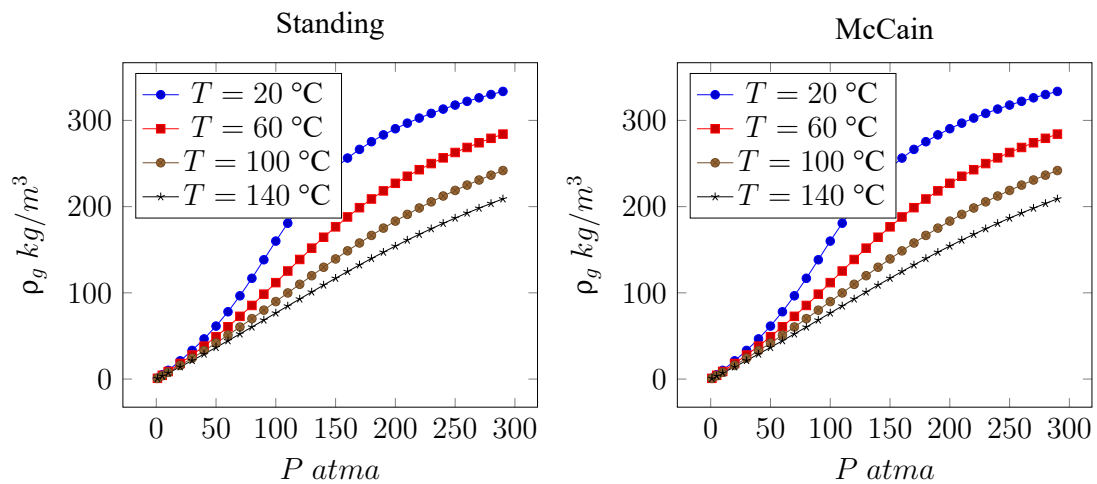 Standing
T = 20 °C
T = 60 °C
T = 100 °C
T = 140 °C
300
200
100
0
ρg kg/m³
0 50 100 150 200 250 300
P atma
McCain
T = 20 °C
T = 60 °C
T = 100 °C
T = 140 °C
300
200
100
0
ρg kg/m³
0 50 100 150 200 250 300
P atma